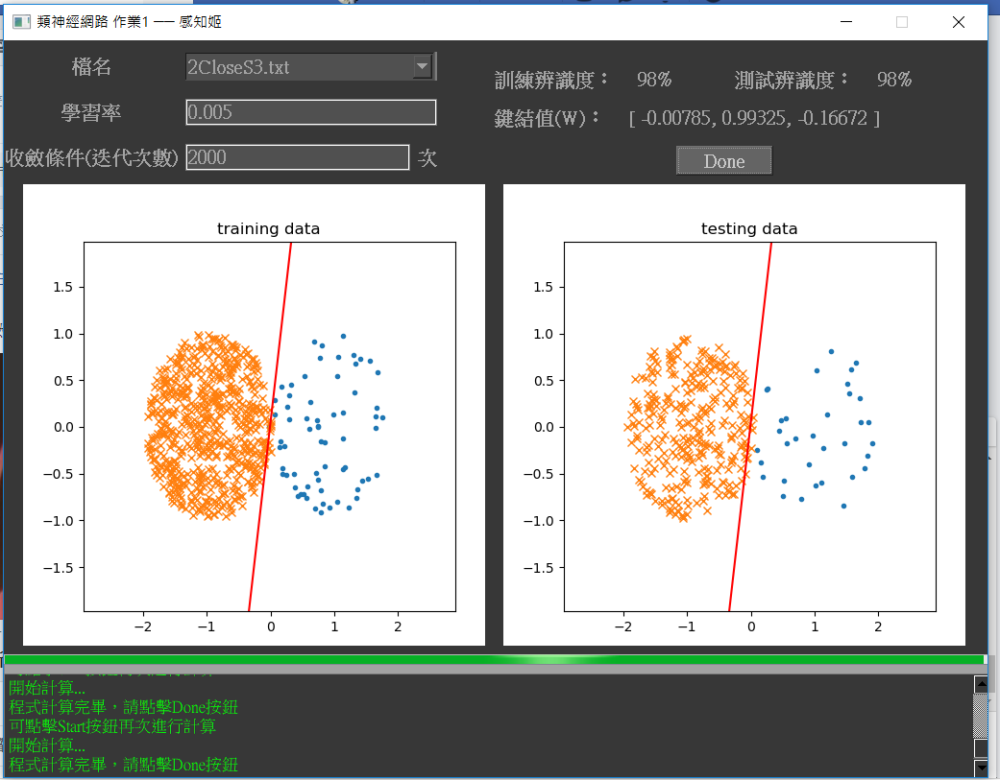 類神經網路 作業1 ── 感知姬
檔名
2CloseS3.txt
學習率
0.005
收斂條件(迭代次數)
2000
次
訓練辨識度： 98%
測試辨識度： 98%
鍵結值(W)： [ -0.00785, 0.99325, -0.16672 ]
Done
training data
1.5
1.0
0.5
0.0
−0.5
−1.0
−1.5
−2 −1 0 1 2
testing data
1.5
1.0
0.5
0.0
−0.5
−1.0
−1.5
−2 −1 0 1 2
開始計算...
程式計算完畢，請點擊Done按鈕
可點擊Start按鈕再次進行計算
開始計算...
程式計算完畢，請點擊Done按鈕